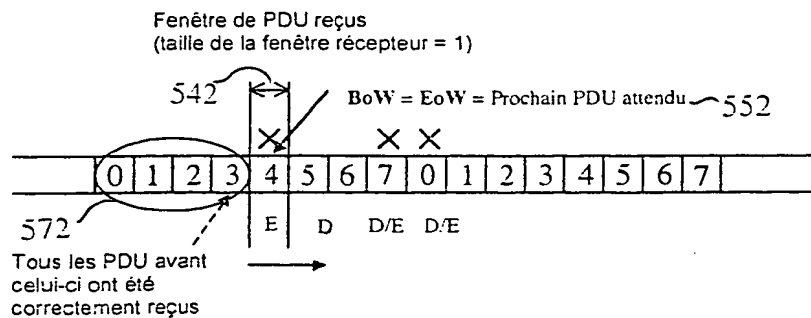 Fenêtre de PDU reçus
(taille de la fenêtre récepteur = 1)
542
BoW = EoW = Prochain PDU attendu 552
0 1 2 3 4 5 6 7 0 1 2 3 4 5 6 7
572
E D D/E D/E
Tous les PDU avant
celui-ci ont été
correctement reçus